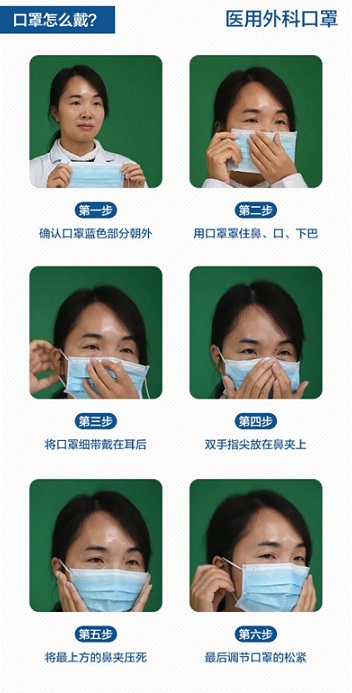 口罩怎么戴?
医用外科口罩
第一步
确认口罩蓝色部分朝外
第二步
用口罩罩住鼻、口、下巴
第三步
将口罩细带戴在耳后
第四步
双手指尖放在鼻夹上
第五步
将最上方的鼻夹压死
第六步
最后调节口罩的松紧